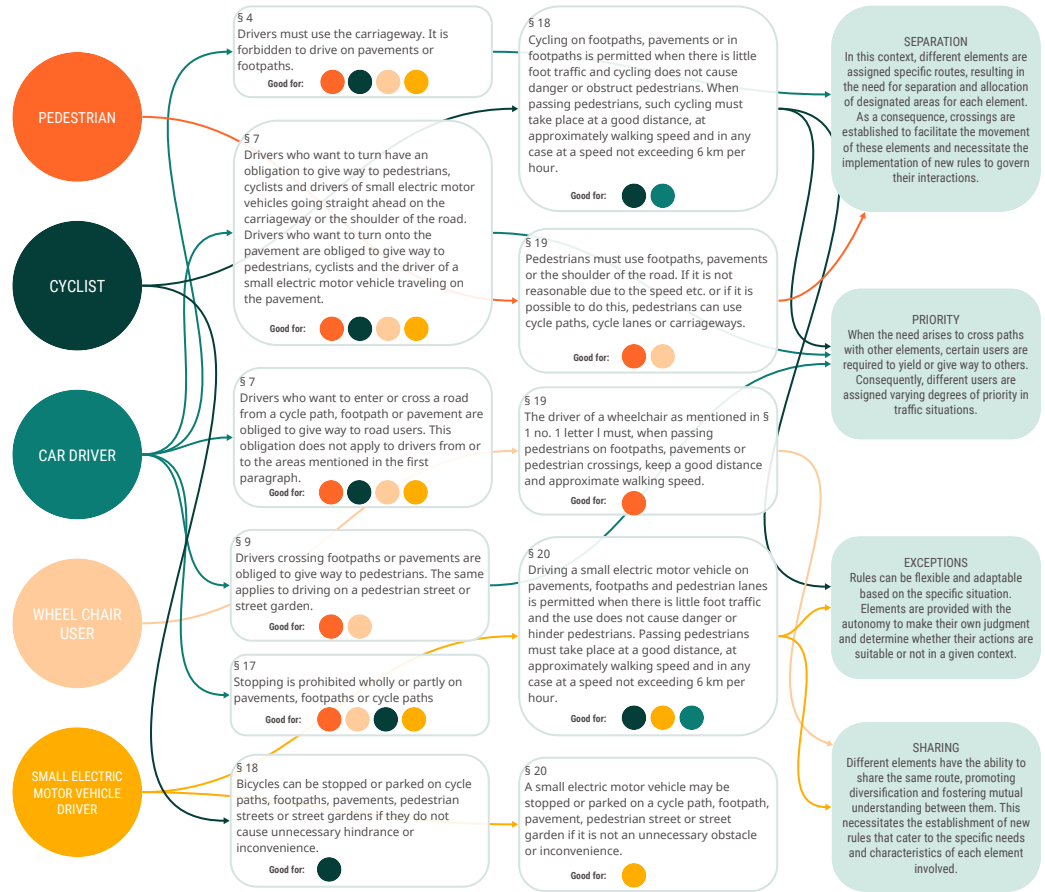 PEDESTRIAN
CYCLIST
CAR DRIVER
WHEEL CHAIR
USER
SMALL ELECTRIC
MOTOR VEHICLE
DRIVER
§ 4
Drivers must use the carriageway. It is
forbidden to drive on pavements or
footpaths.
Good for:
§ 7
Drivers who want to turn have an
obligation to give way to pedestrians,
cyclists and drivers of small electric motor
vehicles going straight ahead on the
carriageway or the shoulder of the road.
Drivers who want to turn onto the
pavement are obliged to give way to
pedestrians, cyclists and the driver of a
small electric motor vehicle traveling on
the pavement.
Good for:
§ 7
Drivers who want to enter or cross a road
from a cycle path, footpath or pavement are
obliged to give way to road users. This
obligation does not apply to drivers from or
to the areas mentioned in the first
paragraph.
Good for:
§ 9
Drivers crossing footpaths or pavements are
obliged to give way to pedestrians. The same
applies to driving on a pedestrian street or
street garden.
Good for:
§ 17
Stopping is prohibited wholly or partly on
pavements, footpaths or cycle paths
Good for:
§ 18
Bicycles can be stopped or parked on cycle
paths, footpaths, pavements, pedestrian
streets or street gardens if they do not
cause unnecessary hindrance or
inconvenience.
Good for:
§ 18
Cycling on footpaths, pavements or in
footpaths is permitted when there is little
foot traffic and cycling does not cause
danger or obstruct pedestrians. When
passing pedestrians, such cycling must
take place at a good distance, at
approximately walking speed and in any
case at a speed not exceeding 6 km per
hour.
Good for:
§ 19
Pedestrians must use footpaths, pavements
or the shoulder of the road. If it is not
reasonable due to the speed etc. or if it is
possible to do this, pedestrians can use
cycle paths, cycle lanes or carriageways.
Good for:
§ 19
The driver of a wheelchair as mentioned in §
1 no. 1 letter l must, when passing
pedestrians on footpaths, pavements or
pedestrian crossings, keep a good distance
and approximate walking speed.
Good for:
§ 20
Driving a small electric motor vehicle on
pavements, footpaths and pedestrian lanes
is permitted when there is little foot traffic
and the use does not cause danger or
hinder pedestrians. Passing pedestrians
must take place at a good distance, at
approximately walking speed and in any
case at a speed not exceeding 6 km per
hour.
Good for:
§ 20
A small electric motor vehicle may be
stopped or parked on a cycle path, footpath,
pavement, pedestrian street or street
garden if it is not an unnecessary obstacle
or inconvenience.
Good for:
SEPARATION
In this context, different elements are
assigned specific routes, resulting in
the need for separation and allocation
of designated areas for each element.
As a consequence, crossings are
established to facilitate the movement
of these elements and necessitate the
implementation of new rules to govern
their interactions.
PRIORITY
When the need arises to cross paths
with other elements, certain users are
required to yield or give way to others.
Consequently, different users are
assigned varying degrees of priority in
traffic situations.
EXCEPTIONS
Rules can be flexible and adaptable
based on the specific situation.
Elements are provided with the
autonomy to make their own judgment
and determine whether their actions are
suitable or not in a given context.
SHARING
Different elements have the ability to
share the same route, promoting
diversification and fostering mutual
understanding between them. This
necessitates the establishment of new
rules that cater to the specific needs
and characteristics of each element
involved.